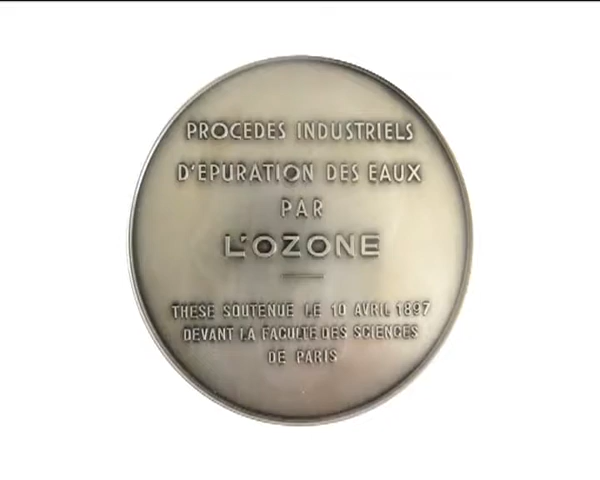 PROCEDES INDUSTRIELS
D'EPURATION DES EAUX
PAR
L'OZONE
THESE SOUTENUE LE 10 AVRIL 1897
DEVANT LA FACULTE DES SCIENCES
DE PARIS